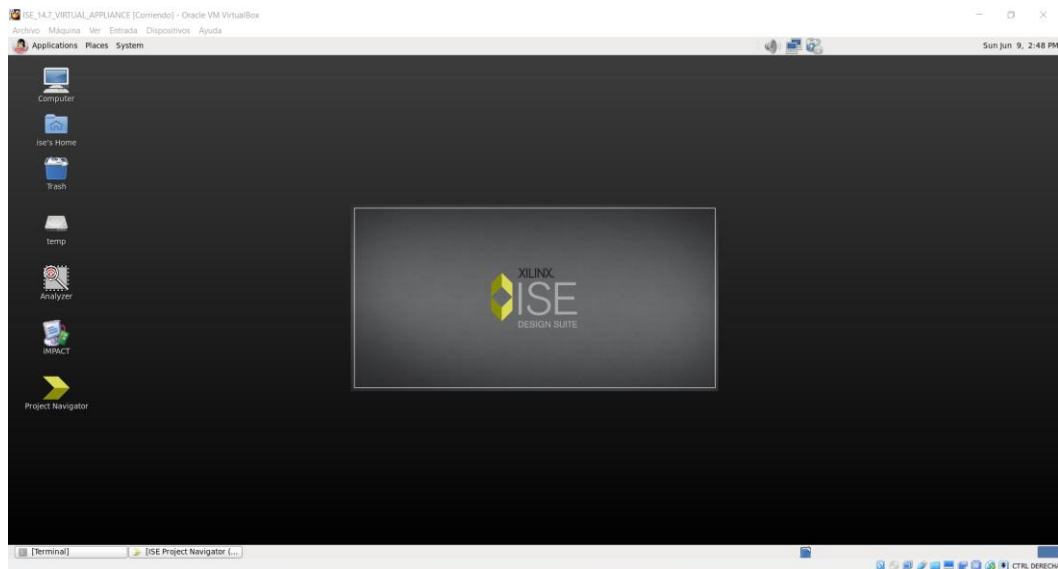 ISE_14.7_VIRTUAL_APPLIANCE [Corriendo] - Oracle VM VirtualBox
Archivo Máquina Ver Entrada Dispositivos Ayuda
Applications Places System Sun Jun 9, 2:48 PM
Computer
ise's Home
Trash
temp
Analyzer
iMPACT
Project Navigator
XILINX
ISE
DESIGN SUITE
[Terminal] [ISE Project Navigator (...]
CTRL DERECHA